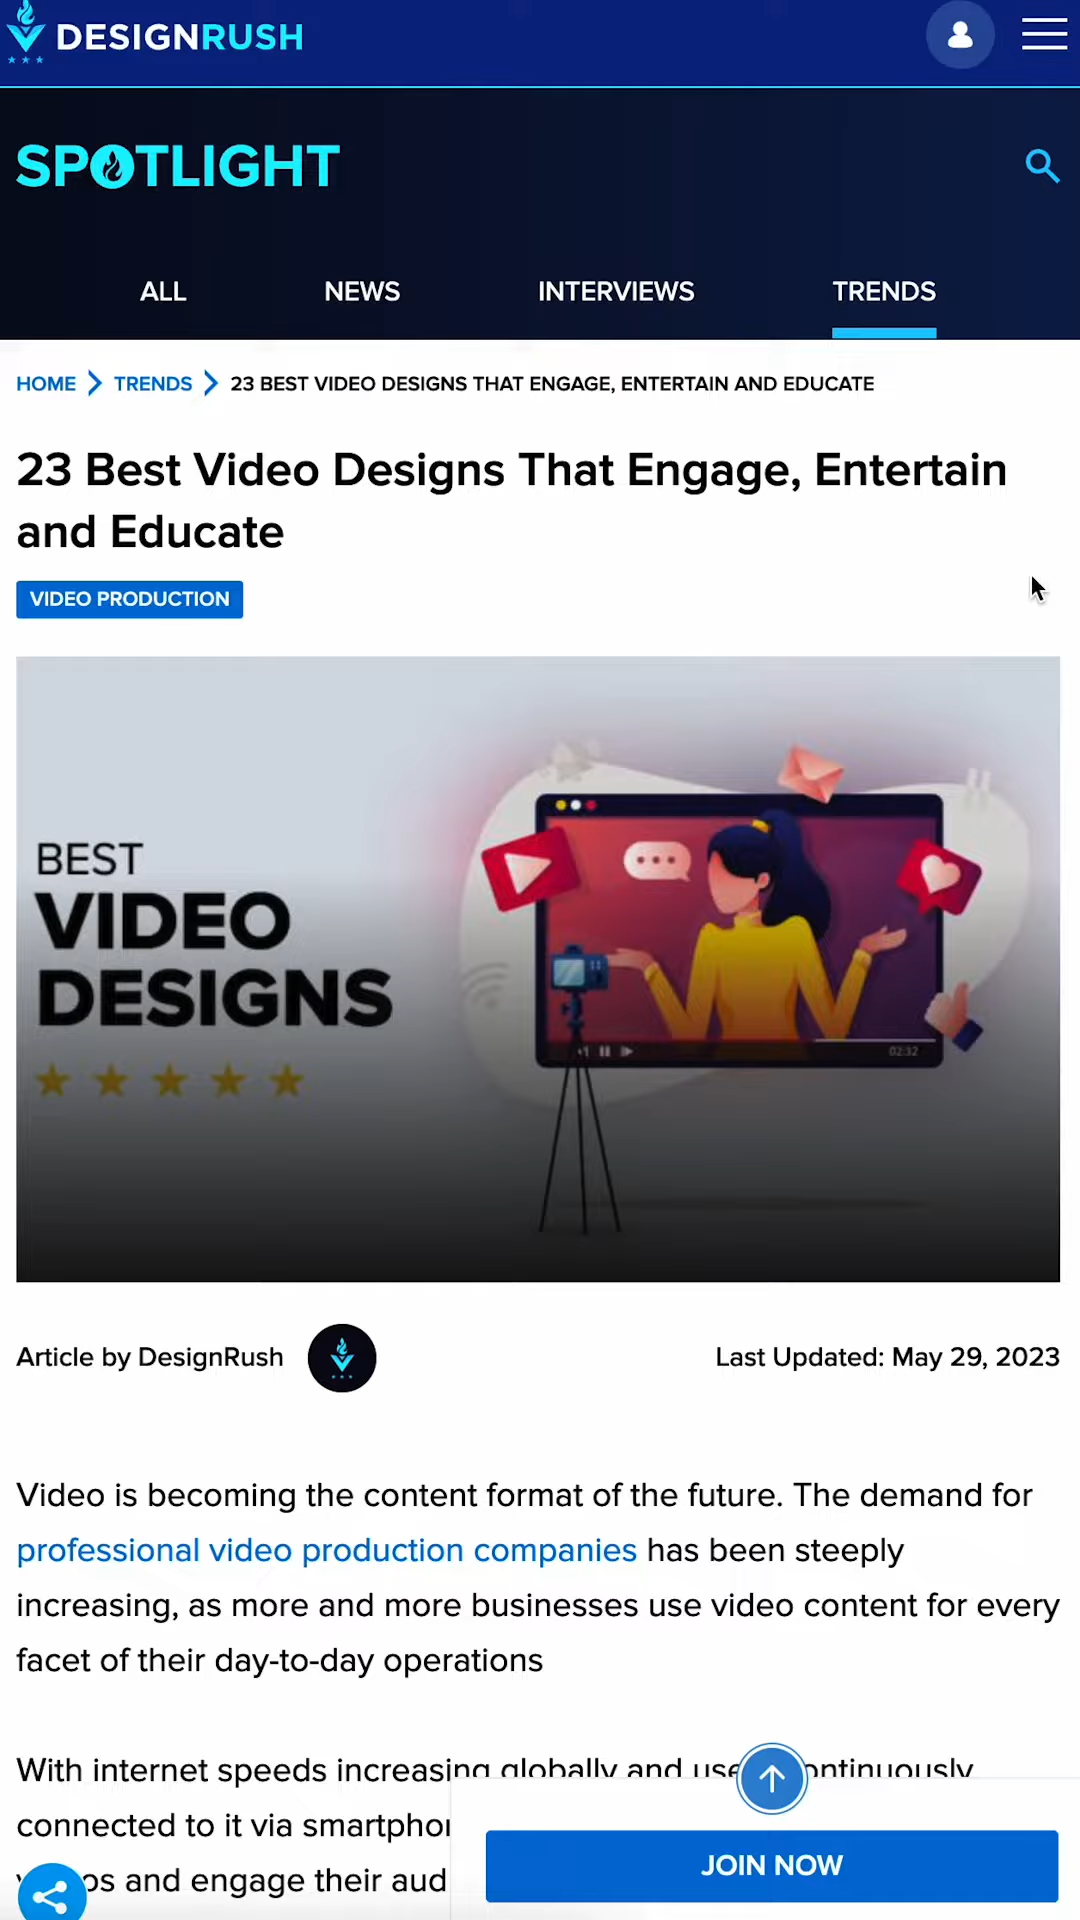 DESIGNRUSH
SPOTLIGHT
ALL NEWS INTERVIEWS TRENDS
HOME TRENDS 23 BEST VIDEO DESIGNS THAT ENGAGE, ENTERTAIN AND EDUCATE
23 Best Video Designs That Engage, Entertain
and Educate
VIDEO PRODUCTION
BEST
VIDEO
DESIGNS
02:32
Article by DesignRush
Last Updated: May 29, 2023
Video is becoming the content format of the future. The demand for
professional video production companies has been steeply
increasing, as more and more businesses use video content for every
facet of their day-to-day operations
With internet speeds increasing globally and
connected to it via
and engage their
JOIN NOW